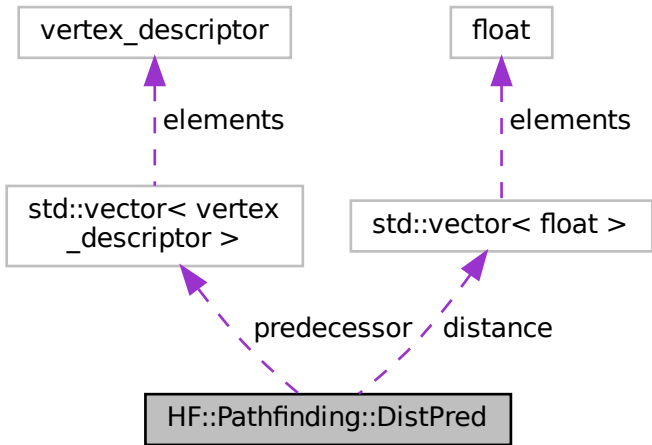 vertex_descriptor
float
elements
elements
std::vector< vertex
_descriptor >
std::vector< float >
predecessor
distance
HF::Pathfinding::DistPred